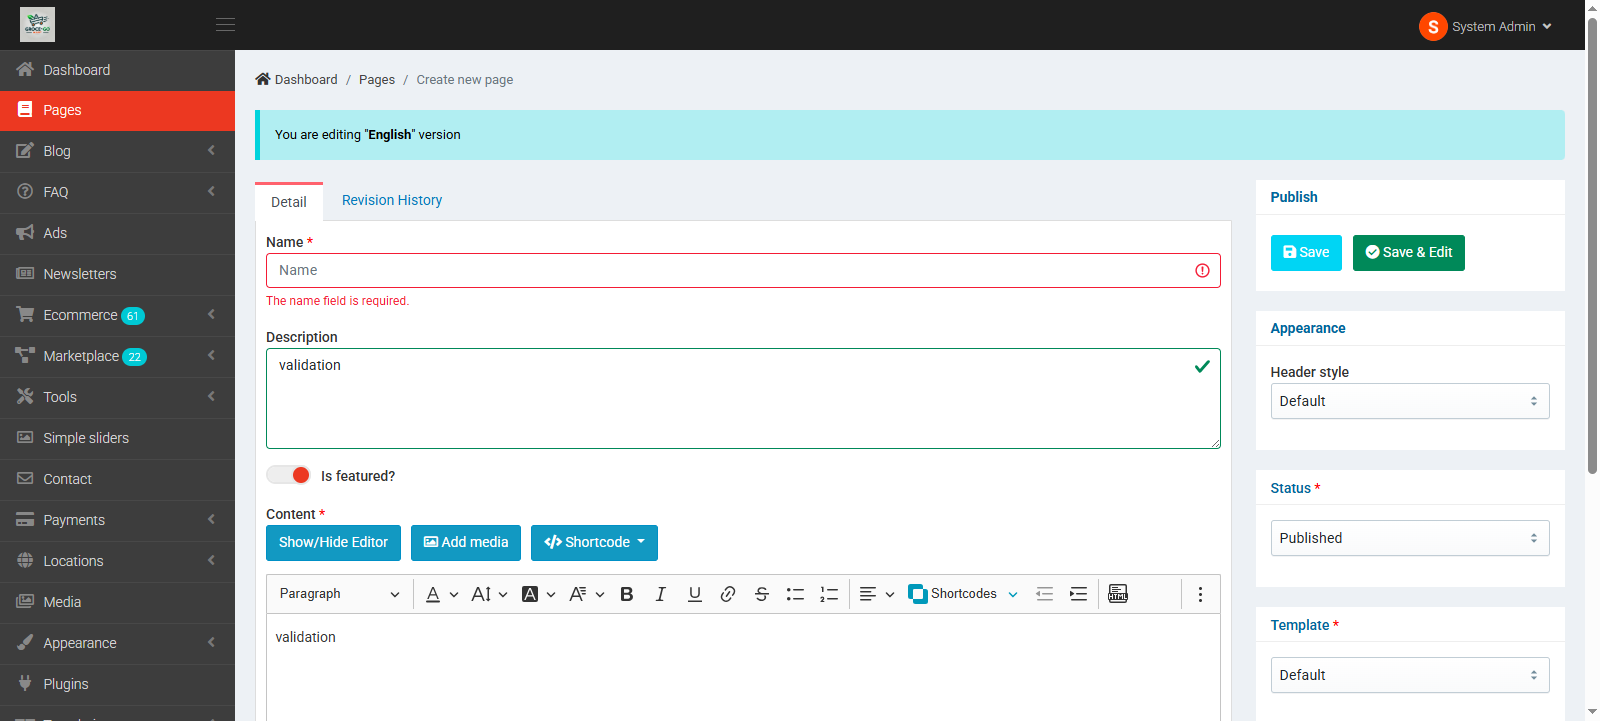 GROCE-GO
S System Admin
Dashboard
Pages
Blog
FAQ
Ads
Newsletters
Ecommerce 61
Marketplace 22
Tools
Simple sliders
Contact
Payments
Locations
Media
Appearance
Plugins
Dashboard / Pages / Create new page
You are editing "English" version
Detail
Revision History
Name *
Name
The name field is required.
Description
validation
Is featured?
Content *
Show/Hide Editor
Add media
Shortcode
Paragraph
Shortcodes
HTML
validation
Publish
Save
Save & Edit
Appearance
Header style
Default
Status *
Published
Template *
Default